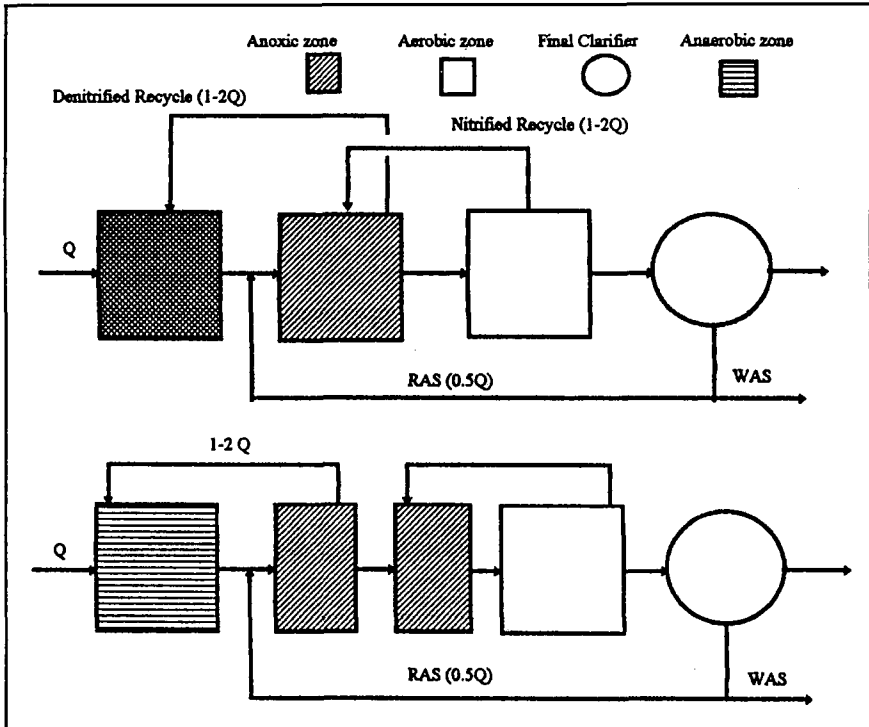 Anoxic zone Aerobic zone Final Clarifier Anaerobic zone
Denitrified Recycle (1-2Q)
Nitrified Recycle (1-2Q)
Q
RAS (0.5Q) WAS
1-2 Q
Q
RAS (0.5Q) WAS